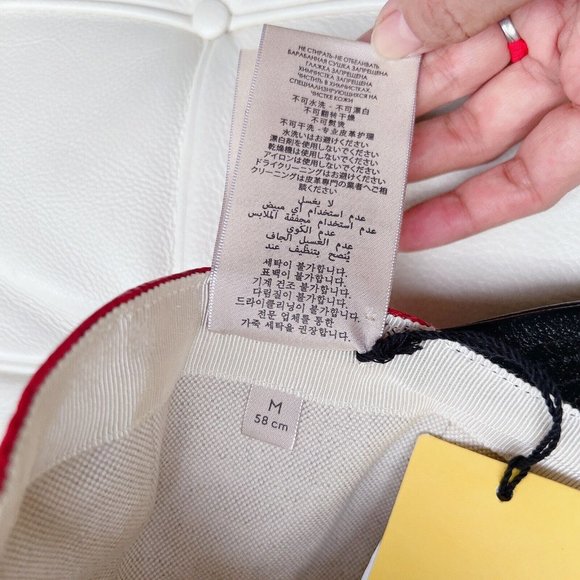 НЕ СТИРАТЬ-НЕ ОТБЕЛИВАТЬ
БАРАБАННАЯ СУШКА ЗАПРЕЩЕНА
ГЛАЖКА ЗАПРЕЩЕНА
ХИМЧИСТКА ЗАПРЕЩЕНА
ЧИСТИТЬ В
СПЕЦИАЛИЗИРУЮЩИХСЯ НА
ЧИСТКЕ КОЖИ
不可水洗 - 不可漂白
不可翻转干燥
不可熨烫
不可干洗 - 专业皮革护理
水洗いはお避けください
漂白剤は使用しないでください
乾燥機は使用しないでください
アイロンは使用しないでください
ドライクリーニングはお避けください
クリーニングは皮革専門の業者へご相
談ください
لا يغسل
عدم استخدام أي مبيض
عدم استخدام مجففة الملابس
عدم الكوي
عدم الغسيل الجاف
يُنصح بتنظيف عند
세탁이 불가합니다.
표백이 불가합니다.
기계 건조 불가합니다.
다림질이 불가합니다.
드라이클리닝이 불가합니다.
전문 업체를 통한
가죽 세탁을 권장합니다.
M
58 cm